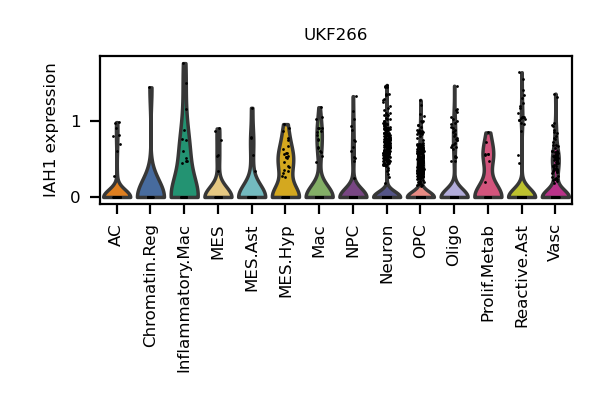 UKF266
IAH1 expression
1
0
AC
Chromatin.Reg
Inflammatory.Mac
MES
MES.Ast
MES.Hyp
Mac
NPC
Neuron
OPC
Oligo
Prolif.Metab
Reactive.Ast
Vasc